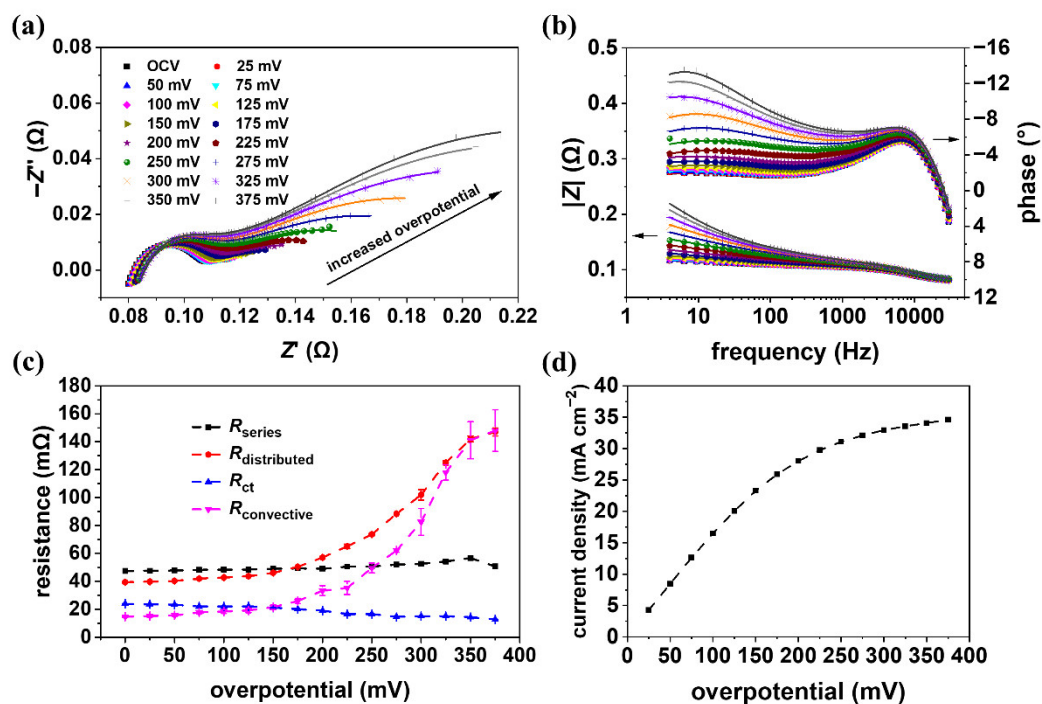 (a)
0.08
0.06
0.04
0.02
0.00
−Z'' (Ω)
OCV 25 mV
50 mV 75 mV
100 mV 125 mV
150 mV 175 mV
200 mV 225 mV
250 mV 275 mV
300 mV 325 mV
350 mV 375 mV
increased overpotential
0.08 0.10 0.12 0.14 0.16 0.18 0.20 0.22
Z' (Ω)
(b)
0.5
0.4
0.3
0.2
0.1
|Z| (Ω)
−16
−12
−8
−4
0
4
8
12
phase (°)
1 10 100 1000 10000
frequency (Hz)
(c)
180
160
140
120
100
80
60
40
20
0
resistance (mΩ)
Rseries
Rdistributed
Rct
Rconvective
0 50 100 150 200 250 300 350 400
overpotential (mV)
(d)
40
35
30
25
20
15
10
5
0
current density (mA cm−2)
0 50 100 150 200 250 300 350 400
overpotential (mV)